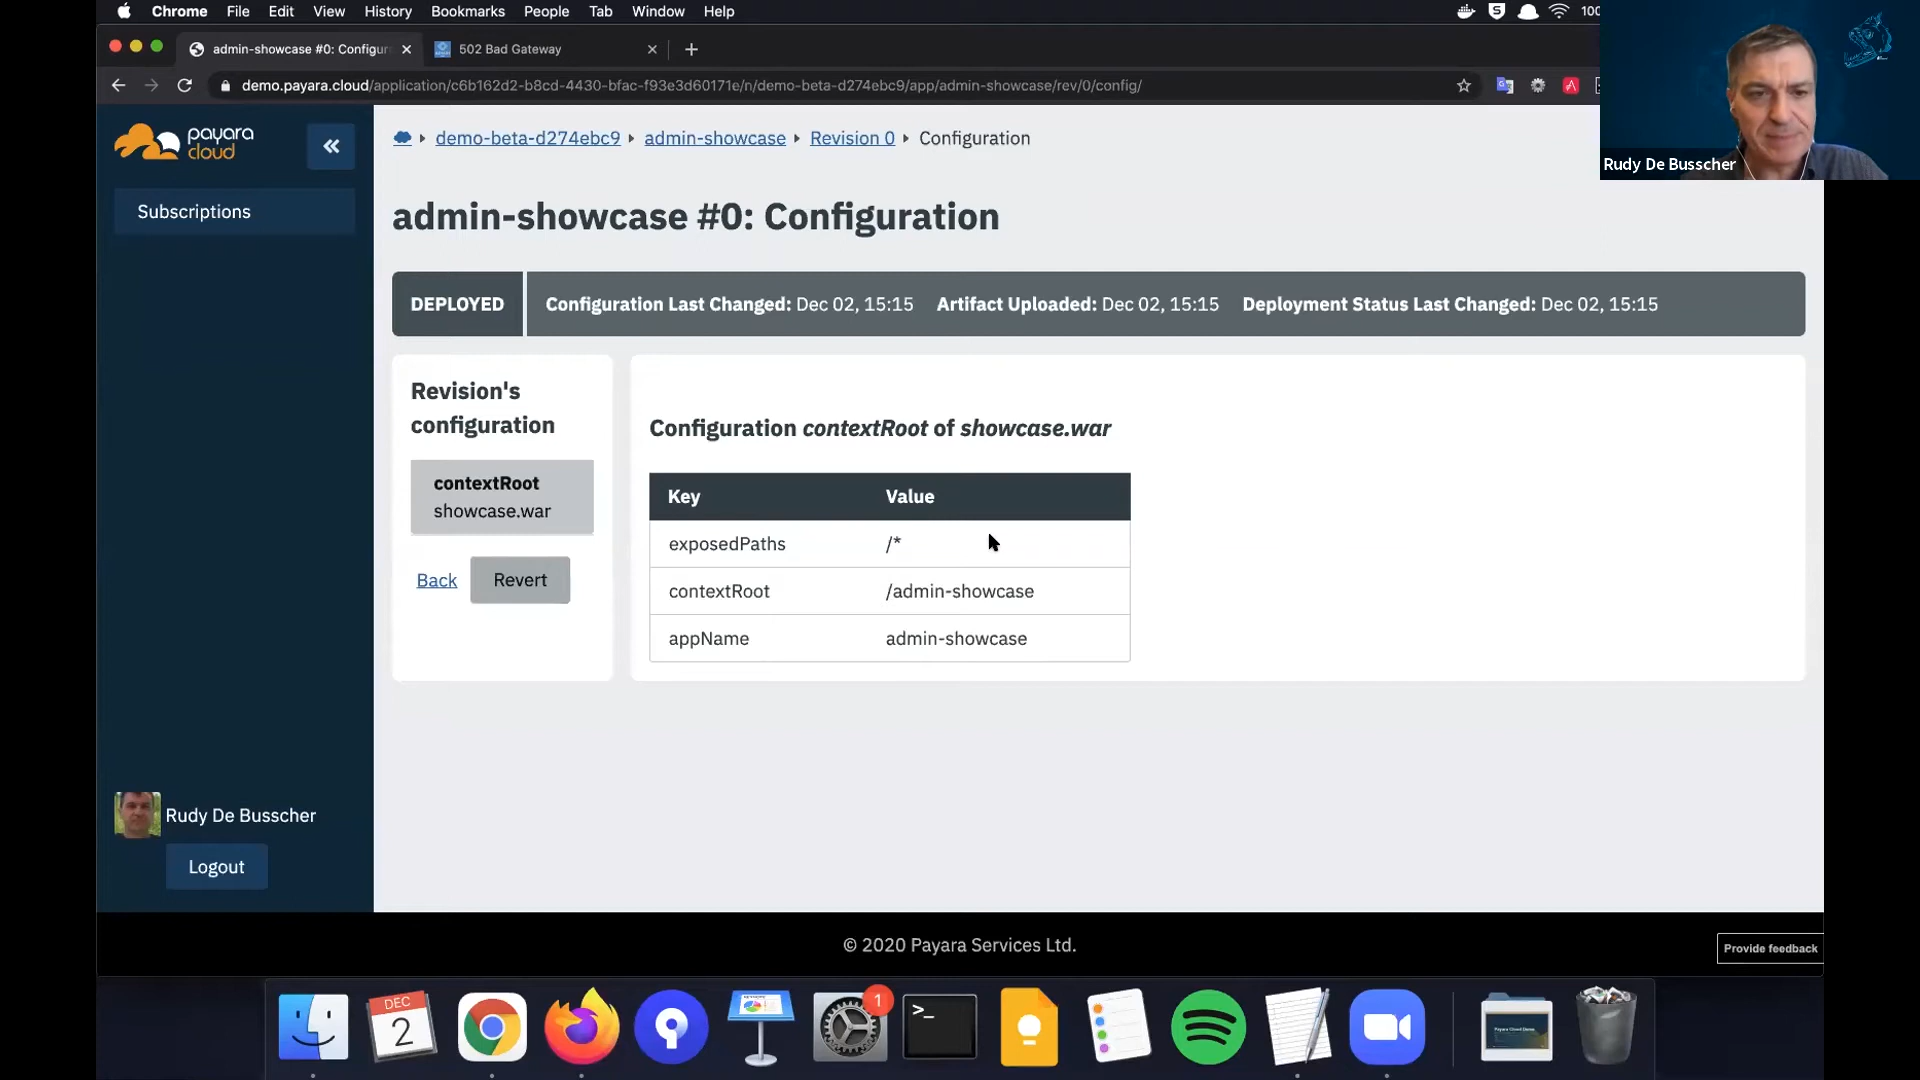 Chrome File Edit View History Bookmarks People Tab Window Help
admin-showcase #0: Configur
502 Bad Gateway
demo.payara.cloud/application/c6b162d2-b8cd-4430-bfac-f93e3d60171e/n/demo-beta-d274ebc9/app/admin-showcase/rev/0/config/
Rudy De Busscher
payara
cloud
Subscriptions
demo-beta-d274ebc9 admin-showcase Revision 0 Configuration
admin-showcase #0: Configuration
DEPLOYED Configuration Last Changed: Dec 02, 15:15 Artifact Uploaded: Dec 02, 15:15 Deployment Status Last Changed: Dec 02, 15:15
Revision's
configuration
contextRoot
showcase.war
Back Revert
Configuration contextRoot of showcase.war
Key Value
exposedPaths /*
contextRoot /admin-showcase
appName admin-showcase
Rudy De Busscher
Logout
© 2020 Payara Services Ltd.
Provide feedback
DEC
2
1
>_